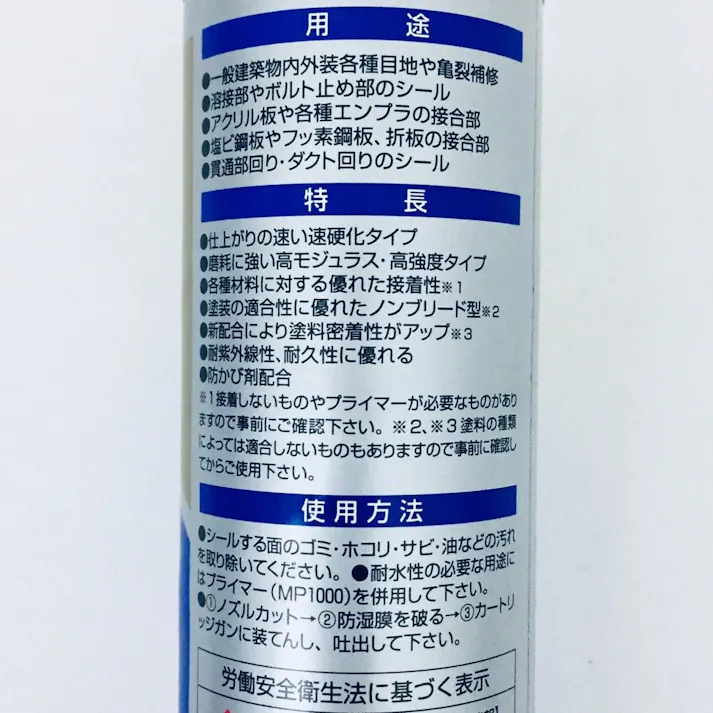 用途
●一般建築物内外装各種目地や亀裂補修
●溶接部やボルト止め部のシール
●アクリル板や各種エンプラの接合部
●塩ビ鋼板やフッ素鋼板、折板の接合部
●貫通部回り・ダクト回りのシール
特長
●仕上がりの速い速硬化タイプ
●磨耗に強い高モジュラス・高強度タイプ
●各種材料に対する優れた接着性※1
●塗装の適合性に優れたノンブリード型※2
●新配合により塗料密着性がアップ※3
●耐紫外線性、耐久性に優れる
●防かび剤配合
※1接着しないものやプライマーが必要なものがあり
ますので事前にご確認下さい。※2、※3塗料の種類
によっては適合しないものもありますので事前に確認し
てからご使用下さい。
使用方法
●シールする面のゴミ・ホコリ・サビ・油などの汚れ
を取り除いてください。●耐水性の必要な用途に
はプライマー(MP1000)を併用して下さい。
●①ノズルカット→②防湿膜を破る→③カートリ
ッジガンに装てんし、吐出して下さい。
労働安全衛生法に基づく表示